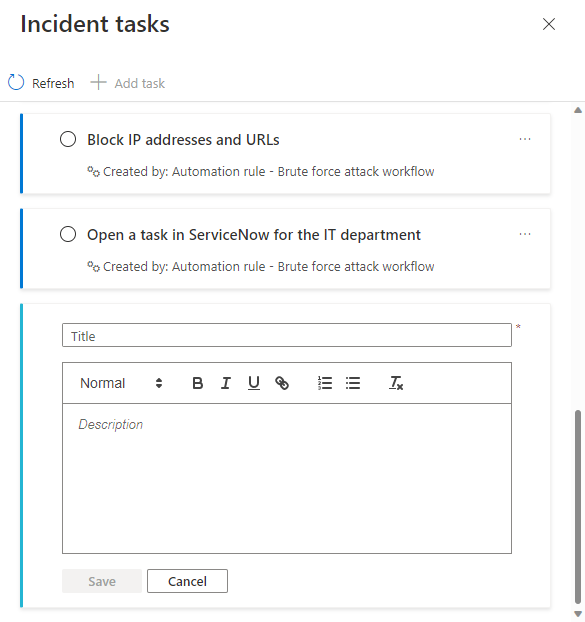 Incident tasks
Refresh
Add task
Block IP addresses and URLs
Created by: Automation rule - Brute force attack workflow
Open a task in ServiceNow for the IT department
Created by: Automation rule - Brute force attack workflow
Title *
Normal B I U
Description
Save Cancel